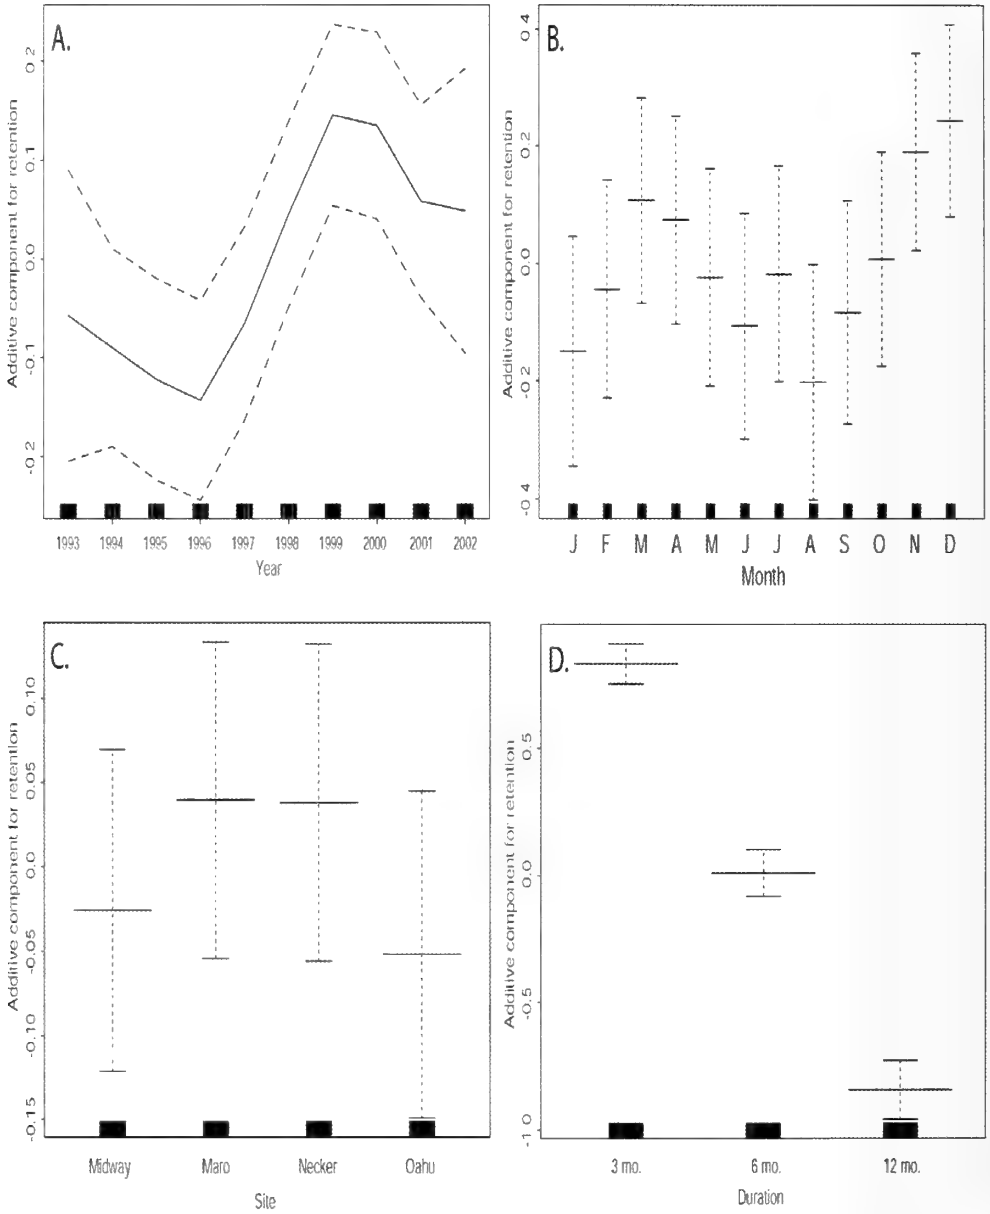 A.
Additive component for retention
0.2
0.1
0.0
-0.1
-0.2
1993 1994 1995 1996 1997 1998 1999 2000 2001 2002
Year
B.
Additive component for retention
0.4
0.2
0.0
-0.2
-0.4
J F M A M J J A S O N D
Month
C.
Additive component for retention
0.10
0.05
0.0
-0.05
-0.10
-0.15
Midway Maro Necker Oahu
Site
D.
Additive component for retention
0.5
0.0
-0.5
-1.0
3 mo. 6 mo. 12 mo.
Duration